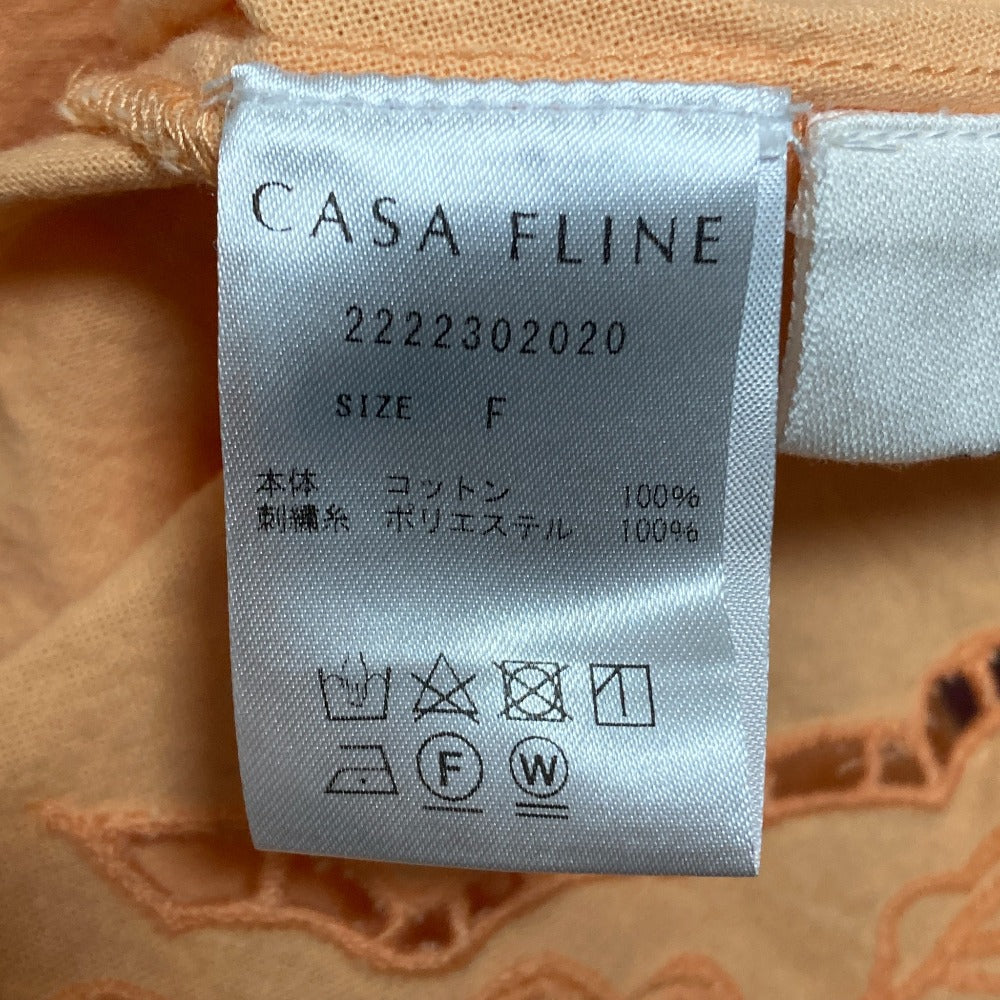 CASA FLINE
2222302020
SIZE F
本体 コットン 100%
刺繍糸 ポリエステル 100%
F W